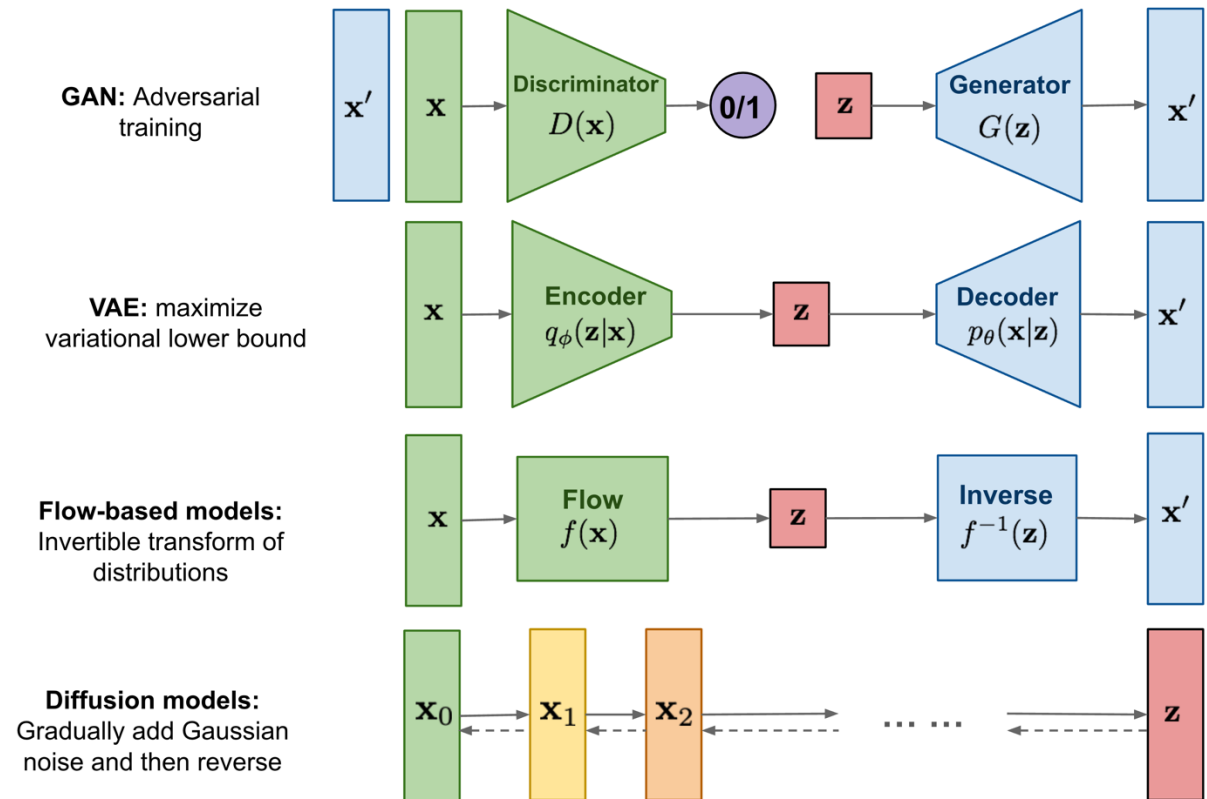 GAN: Adversarial
training
x′
x
Discriminator
D(x)
0/1
z
Generator
G(z)
x′
VAE: maximize
variational lower bound
x
Encoder
qϕ(z|x)
z
Decoder
pθ(x|z)
x′
Flow-based models:
Invertible transform of
distributions
x
Flow
f(x)
z
Inverse
f⁻¹(z)
x′
Diffusion models:
Gradually add Gaussian
noise and then reverse
x₀
x₁
x₂
... ...
z